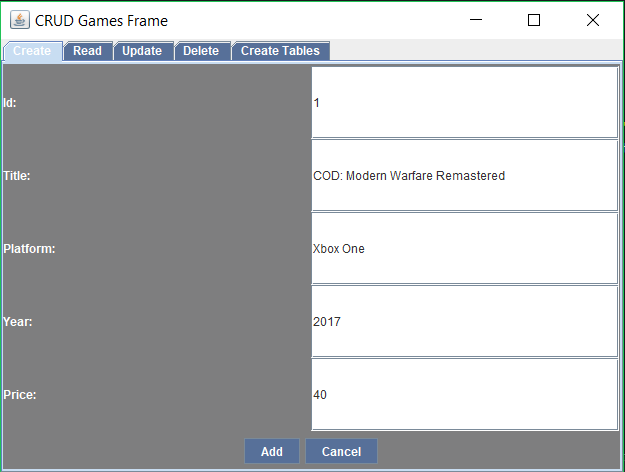 CRUD Games Frame
Create Read Update Delete Create Tables
Id: 1
Title: COD: Modern Warfare Remastered
Platform: Xbox One
Year: 2017
Price: 40
Add Cancel